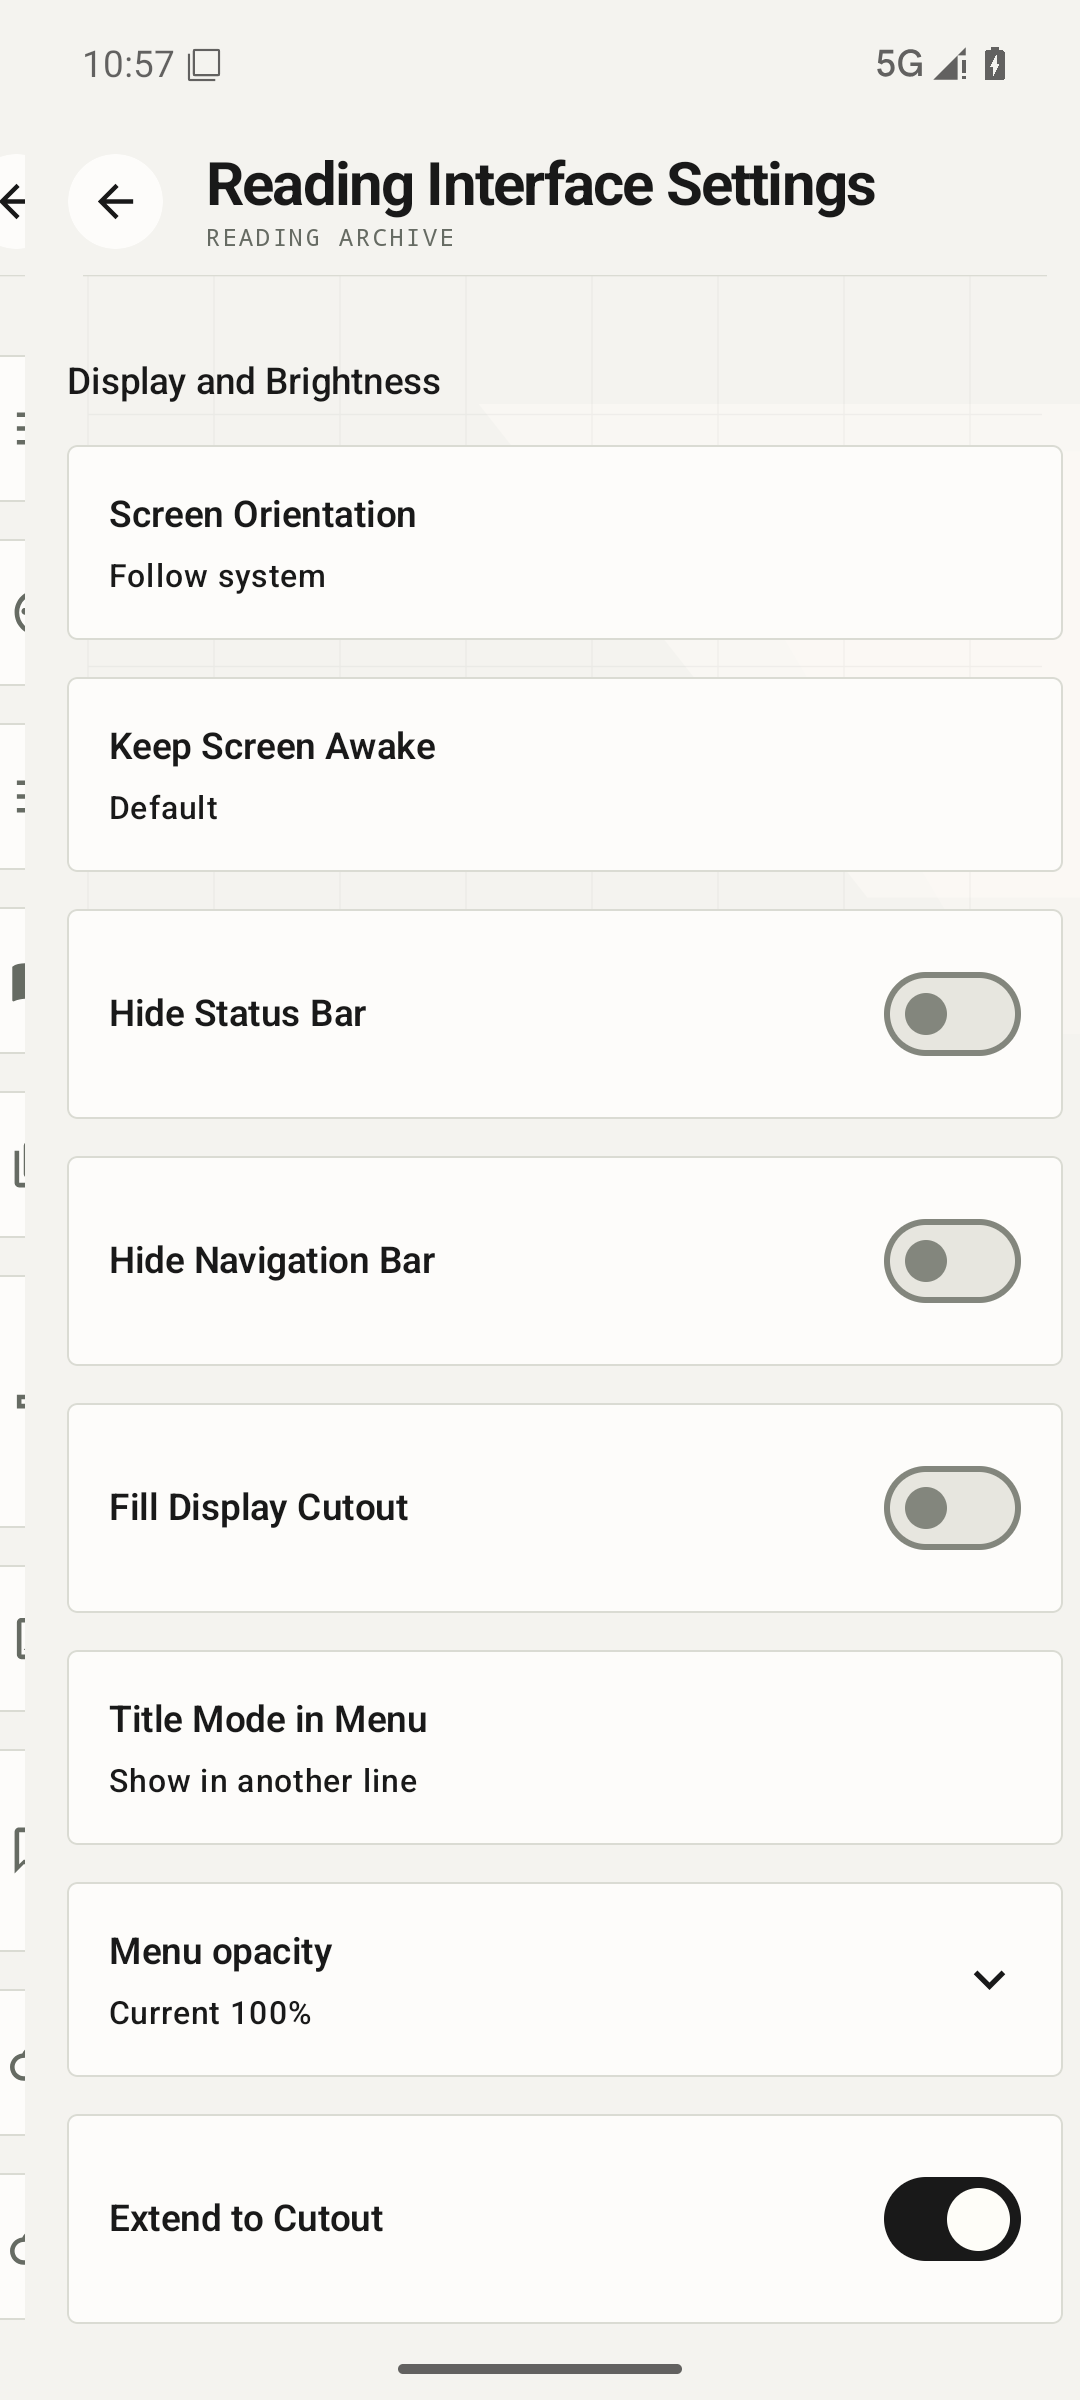 10:57
5G
Reading Interface Settings
READING ARCHIVE
Display and Brightness
Screen Orientation
Follow system
Keep Screen Awake
Default
Hide Status Bar
Hide Navigation Bar
Fill Display Cutout
Title Mode in Menu
Show in another line
Menu opacity
Current 100%
Extend to Cutout